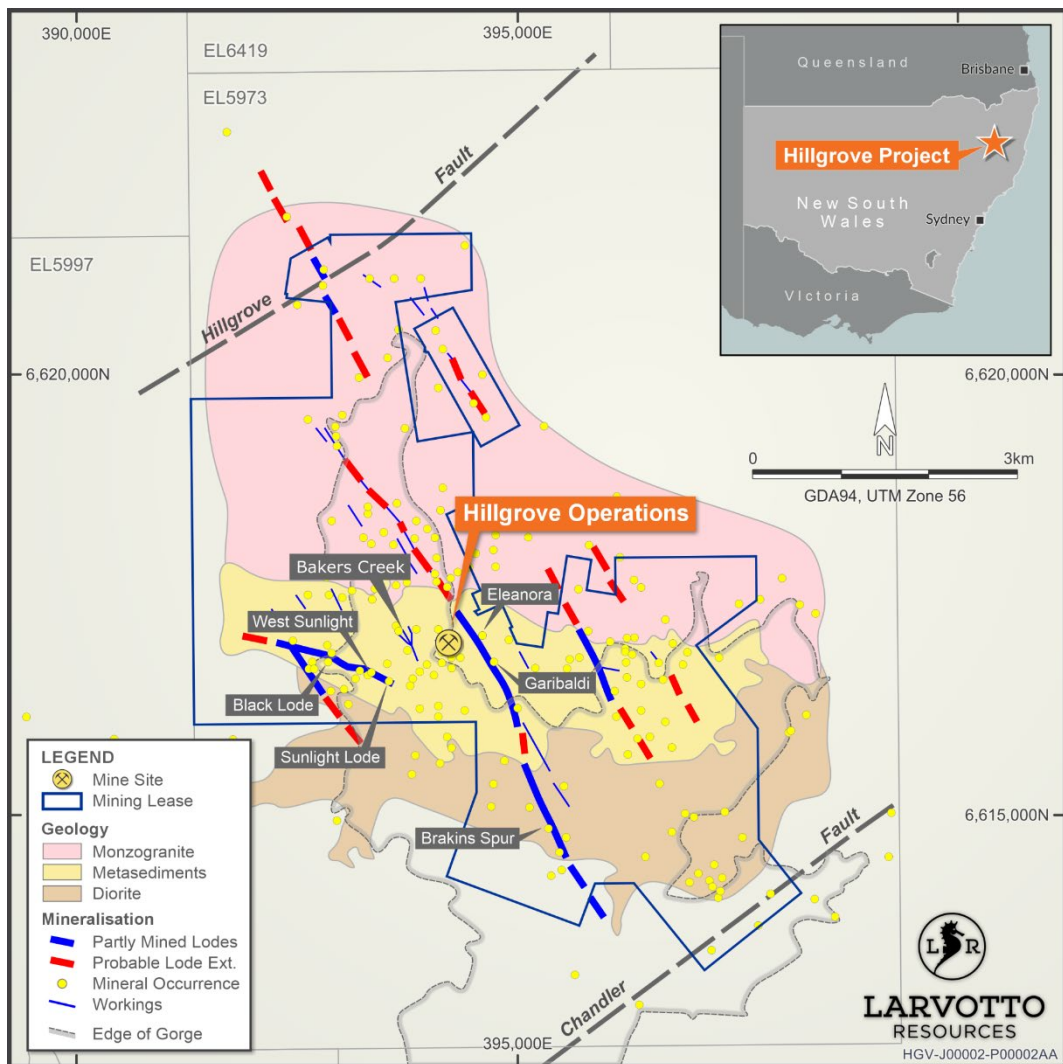 390,000E
395,000E
EL6419
EL5973
EL5997
Queensland
Brisbane
Hillgrove Project
New South
Wales
Sydney
VIctoria
Hillgrove
Fault
6,620,000N
6,620,000N
N
0
3km
GDA94, UTM Zone 56
Hillgrove Operations
Bakers Creek
Eleanora
West Sunlight
Garibaldi
Black Lode
Sunlight Lode
Brakins Spur
6,615,000N
Chandler
Fault
LEGEND
Mine Site
Mining Lease
Geology
Monzogranite
Metasediments
Diorite
Mineralisation
Partly Mined Lodes
Probable Lode Ext.
Mineral Occurrence
Workings
Edge of Gorge
395,000E
L R
LARVOTTO
RESOURCES
HGV-J00002-P00002AA